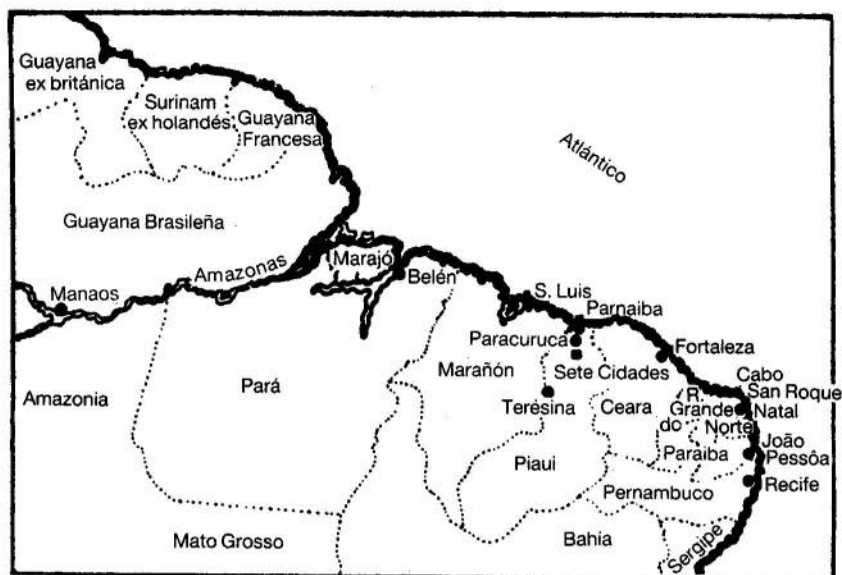 Guayana
ex británica
Surinam
ex holandés
Guayana
Francesa
Atlántico
Guayana Brasileña
Amazonas
Marajó
Manaos
Belén
S. Luis
Parnaiba
Paracuruca
Fortaleza
Marañón
Sete Cidades
Cabo
San Roque
Amazonia
Pará
Terésina
Ceara
R.
Grande
do
Norte
Natal
João
Pessôa
Paraiba
Piaui
Recife
Pernambuco
Mato Grosso
Bahia
Sergipe